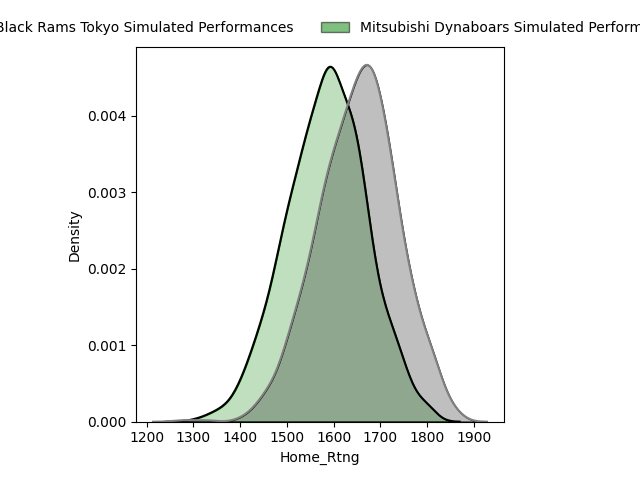 Black Rams Tokyo Simulated Performances Mitsubishi Dynaboars Simulated Perform
0.004
0.003
0.002
0.001
0.000
Density
1200 1300 1400 1500 1600 1700 1800 1900
Home_Rtng